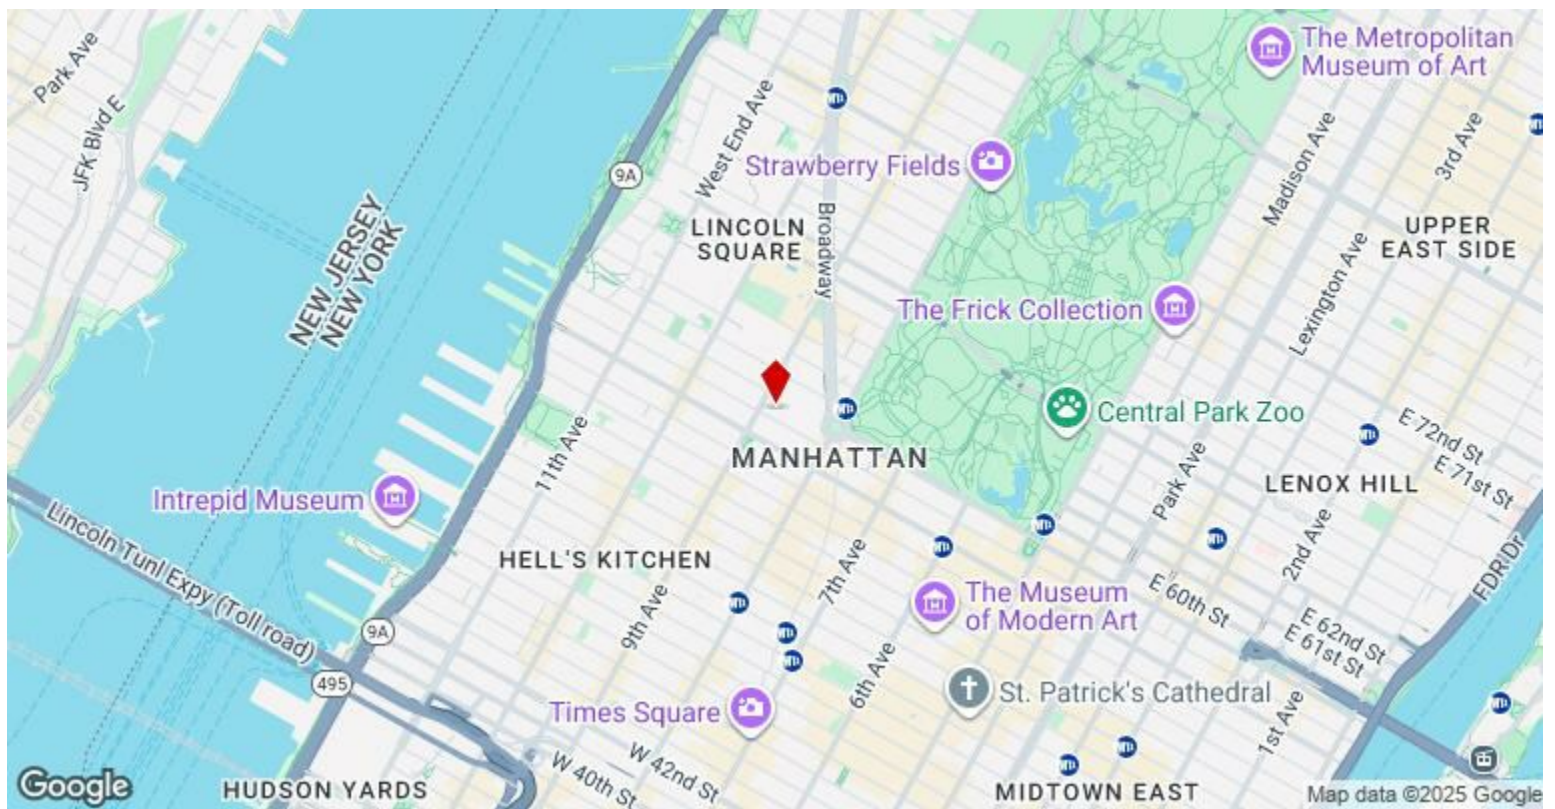 Park Ave
JFK Blvd E
NEW JERSEY
NEW YORK
9A
West End Ave
LINCOLN
SQUARE
Broadway
Strawberry Fields
The Metropolitan
Museum of Art
Madison Ave
3rd Ave
UPPER
EAST SIDE
Lexington Ave
The Frick Collection
Central Park Zoo
MANHATTAN
11th Ave
Intrepid Museum
Lincoln Tunl Expy (Toll road)
HELL'S KITCHEN
9th Ave
7th Ave
6th Ave
Park Ave
LENOX HILL
E 72nd St
E 71st St
2nd Ave
FDR Dr
E 60th St
E 62nd St
E 61st St
1st Ave
The Museum
of Modern Art
St. Patrick's Cathedral
Times Square
9A
495
W 42nd St
W 40th St
HUDSON YARDS
MIDTOWN EAST
Google
Map data ©2025 Google